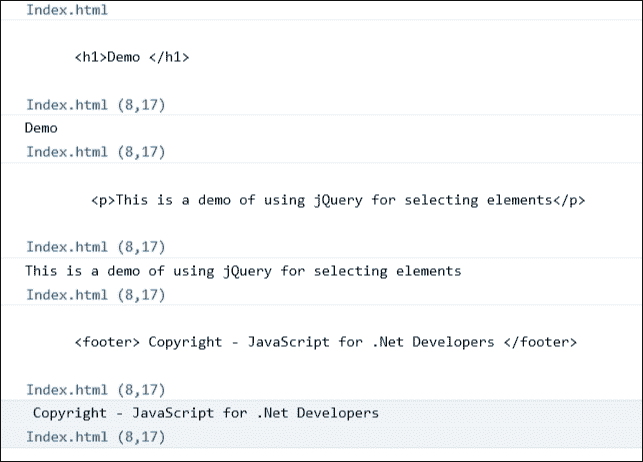 Index.html
<h1>Demo </h1>
Index.html (8,17)
Demo
Index.html (8,17)
<p>This is a demo of using jQuery for selecting elements</p>
Index.html (8,17)
This is a demo of using jQuery for selecting elements
Index.html (8,17)
<footer> Copyright - JavaScript for .Net Developers </footer>
Index.html (8,17)
Copyright - JavaScript for .Net Developers
Index.html (8,17)